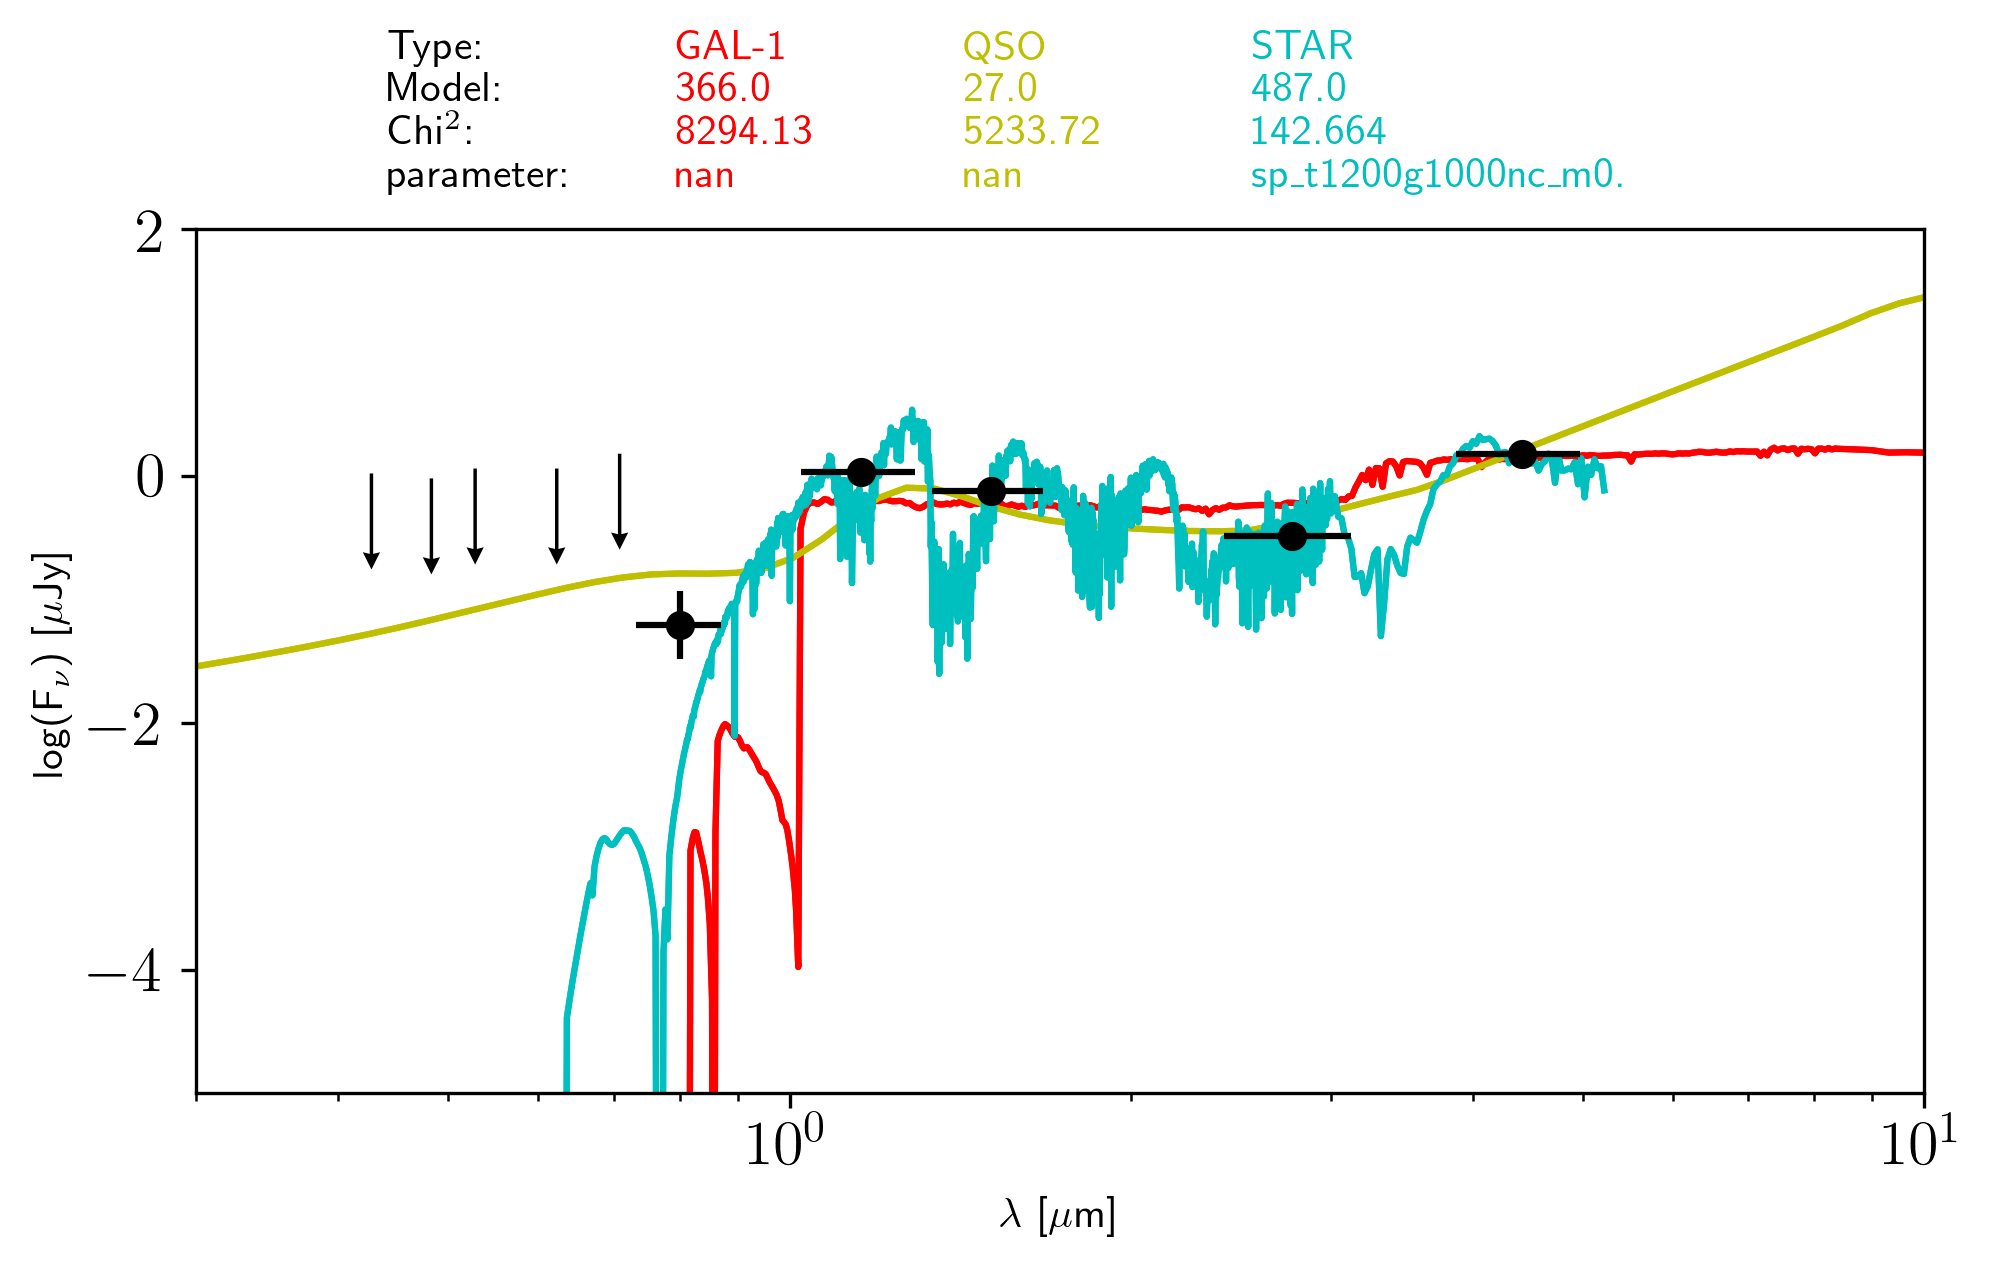 Type: GAL-1 QSO STAR
Model: 366.0 27.0 487.0
Chi²: 8294.13 5233.72 142.664
parameter: nan nan sp_t1200g1000nc_m0.
2
0
−2
−4
log(Fν) [μJy]
10⁰ 10¹
λ [μm]